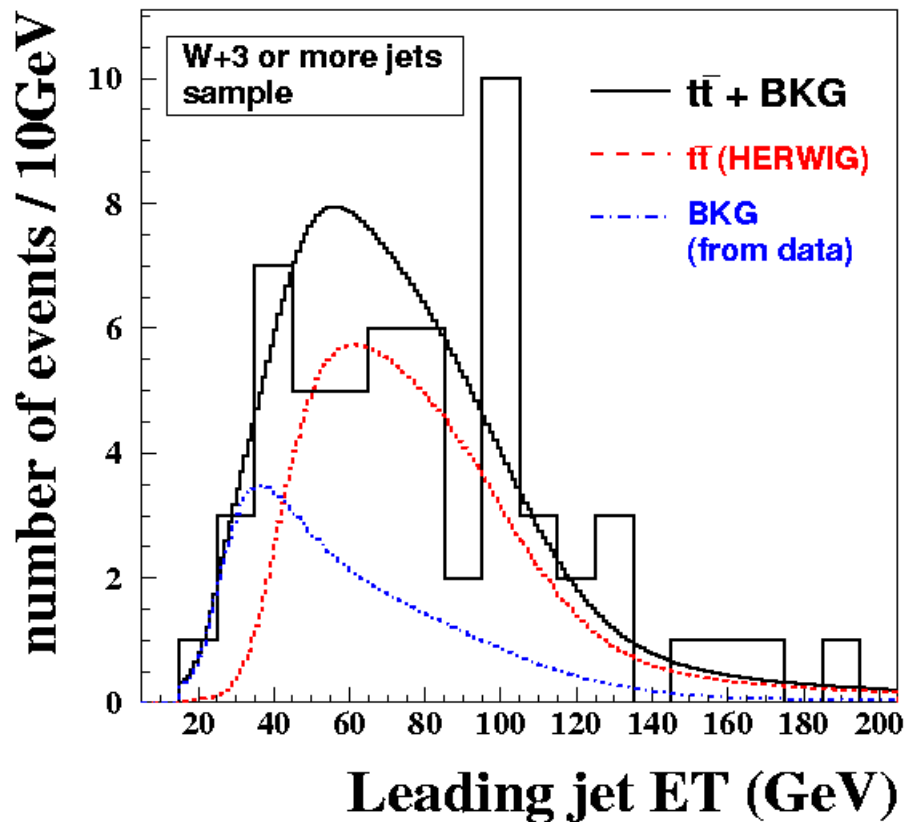 number of events / 10GeV
10
8
6
4
2
0
W+3 or more jets
sample
tt̄ + BKG
tt̄ (HERWIG)
BKG
(from data)
20 40 60 80 100 120 140 160 180 200
Leading jet ET (GeV)